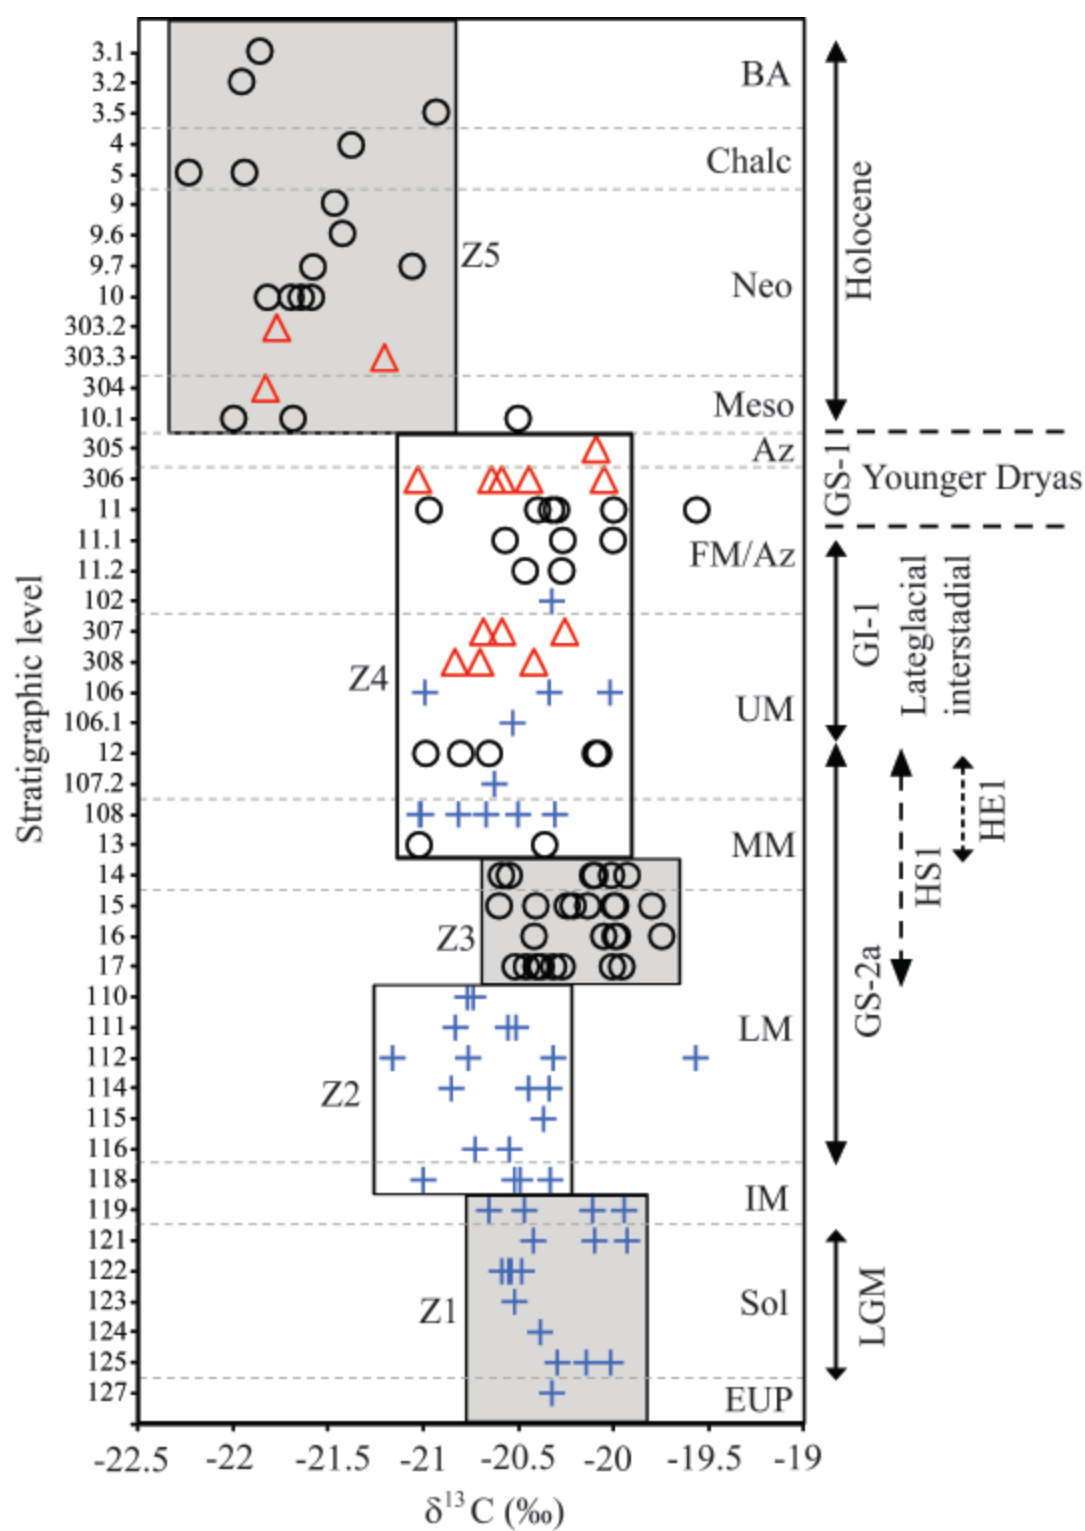 3.1
3.2
3.5
4
5
9
9.6
9.7
10
303.2
303.3
304
10.1
305
306
11
11.1
11.2
102
307
308
106
106.1
12
107.2
108
13
14
15
16
17
110
111
112
114
115
116
118
119
121
122
123
124
125
127
Stratigraphic level
BA
Chalc
Neo
Meso
Az
FM/Az
UM
MM
LM
IM
Sol
EUP
Z5
Z4
Z3
Z2
Z1
Holocene
GS-1
Younger Dryas
GI-1
Lateglacial
interstadial
GS-2a
HS1
HE1
LGM
-22.5 -22 -21.5 -21 -20.5 -20 -19.5 -19
δ¹³ C (‰)